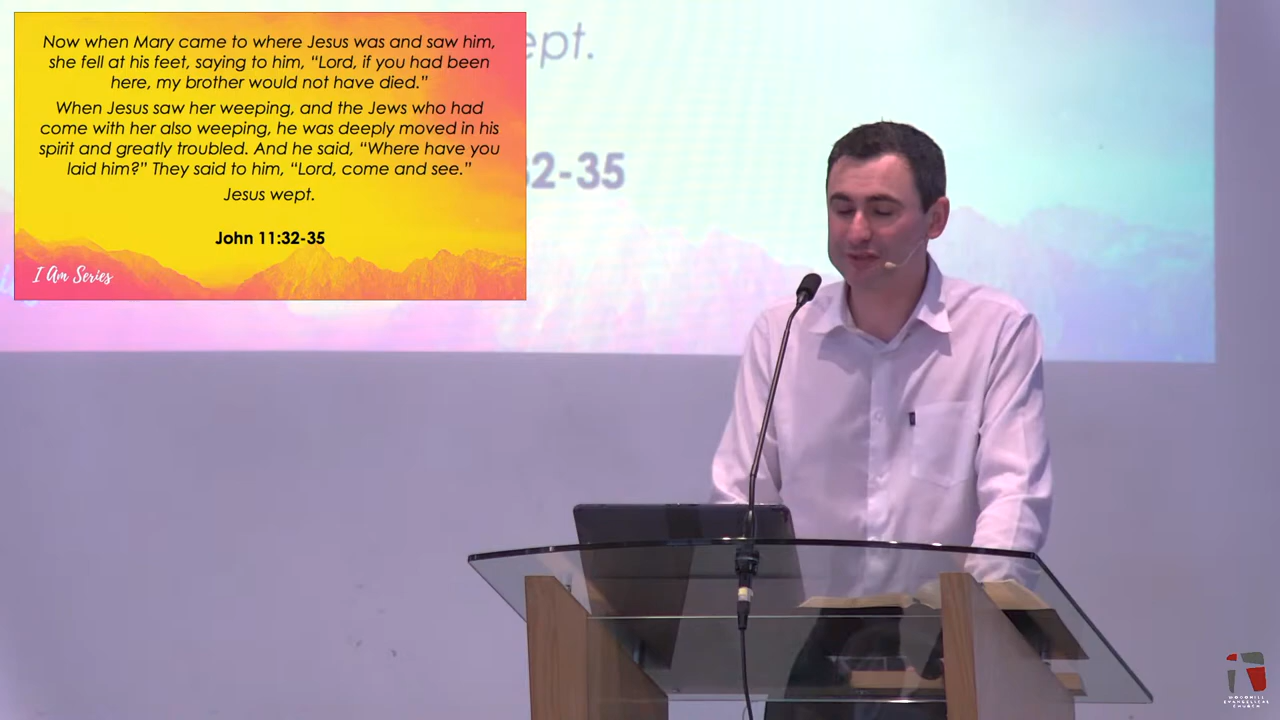 Now when Mary came to where Jesus was and saw him,
she fell at his feet, saying to him, “Lord, if you had been
here, my brother would not have died.”
When Jesus saw her weeping, and the Jews who had
come with her also weeping, he was deeply moved in his
spirit and greatly troubled. And he said, “Where have you
laid him?” They said to him, “Lord, come and see.”
Jesus wept.
John 11:32-35
I Am Series
ept.
32-35
WOODHILL
EVANGELICAL
CHURCH